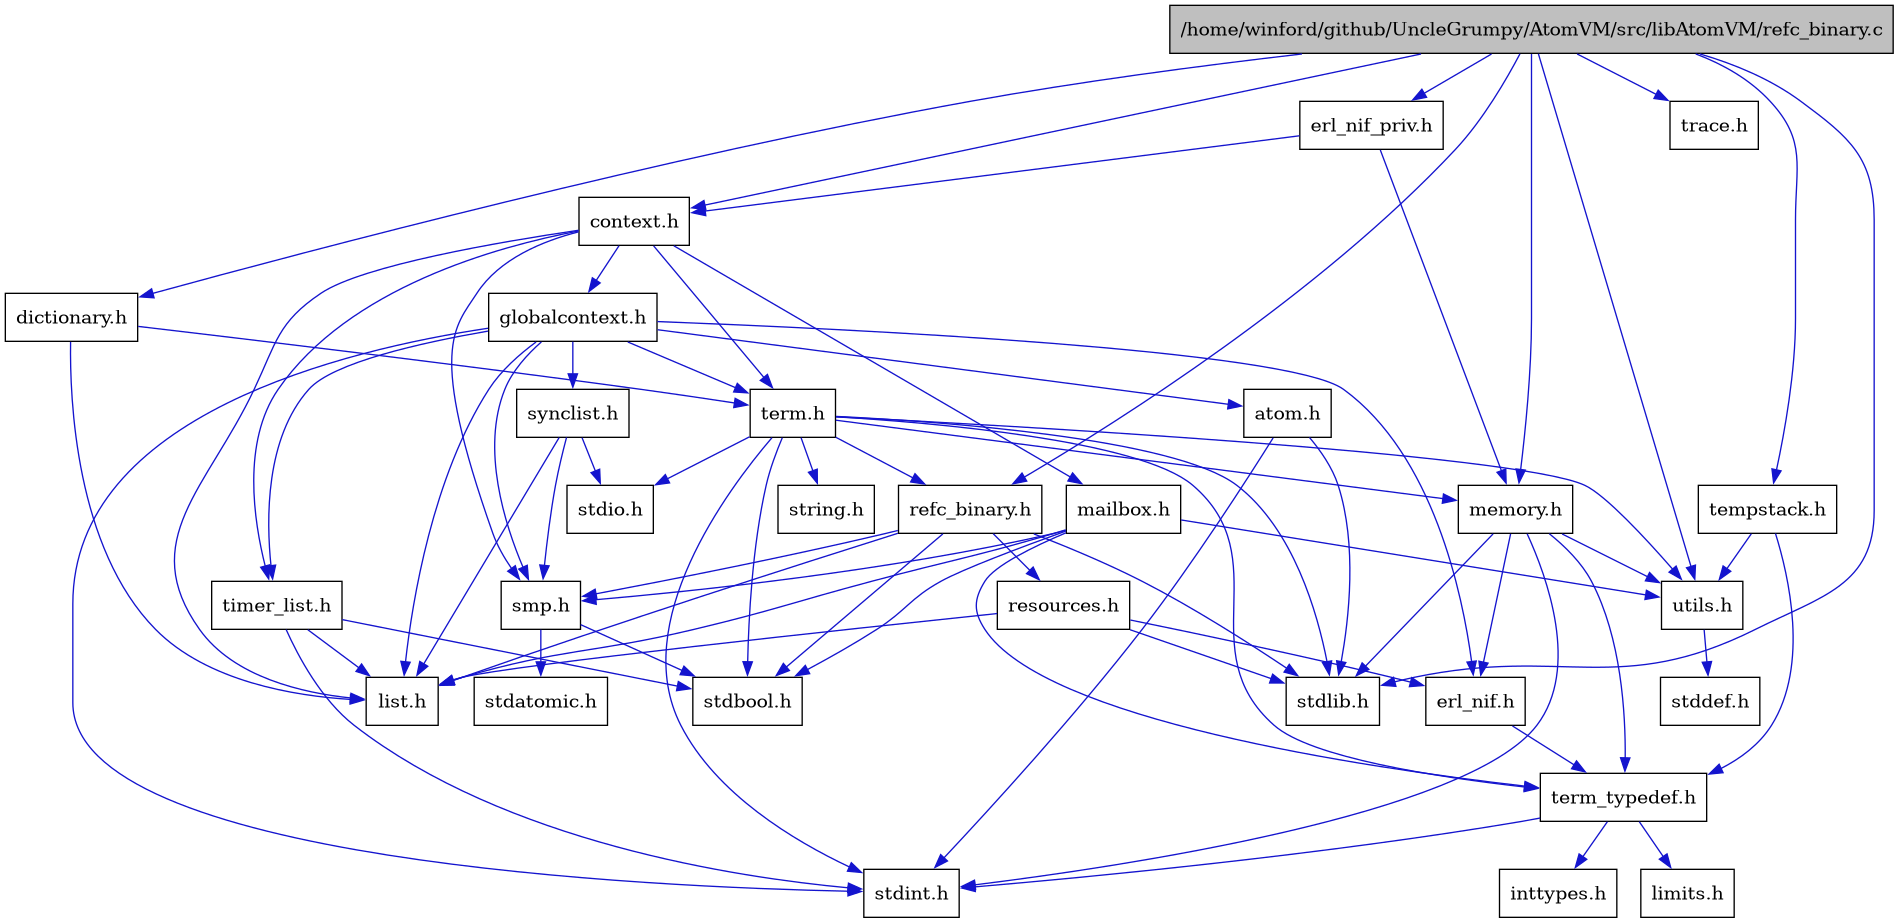 /home/winford/github/UncleGrumpy/AtomVM/src/libAtomVM/refc_binary.c
erl_nif_priv.h
trace.h
context.h
dictionary.h
globalcontext.h
synclist.h
term.h
atom.h
stdio.h
string.h
refc_binary.h
mailbox.h
memory.h
tempstack.h
timer_list.h
smp.h
resources.h
utils.h
list.h
stdatomic.h
stdbool.h
stdlib.h
erl_nif.h
stddef.h
term_typedef.h
stdint.h
inttypes.h
limits.h